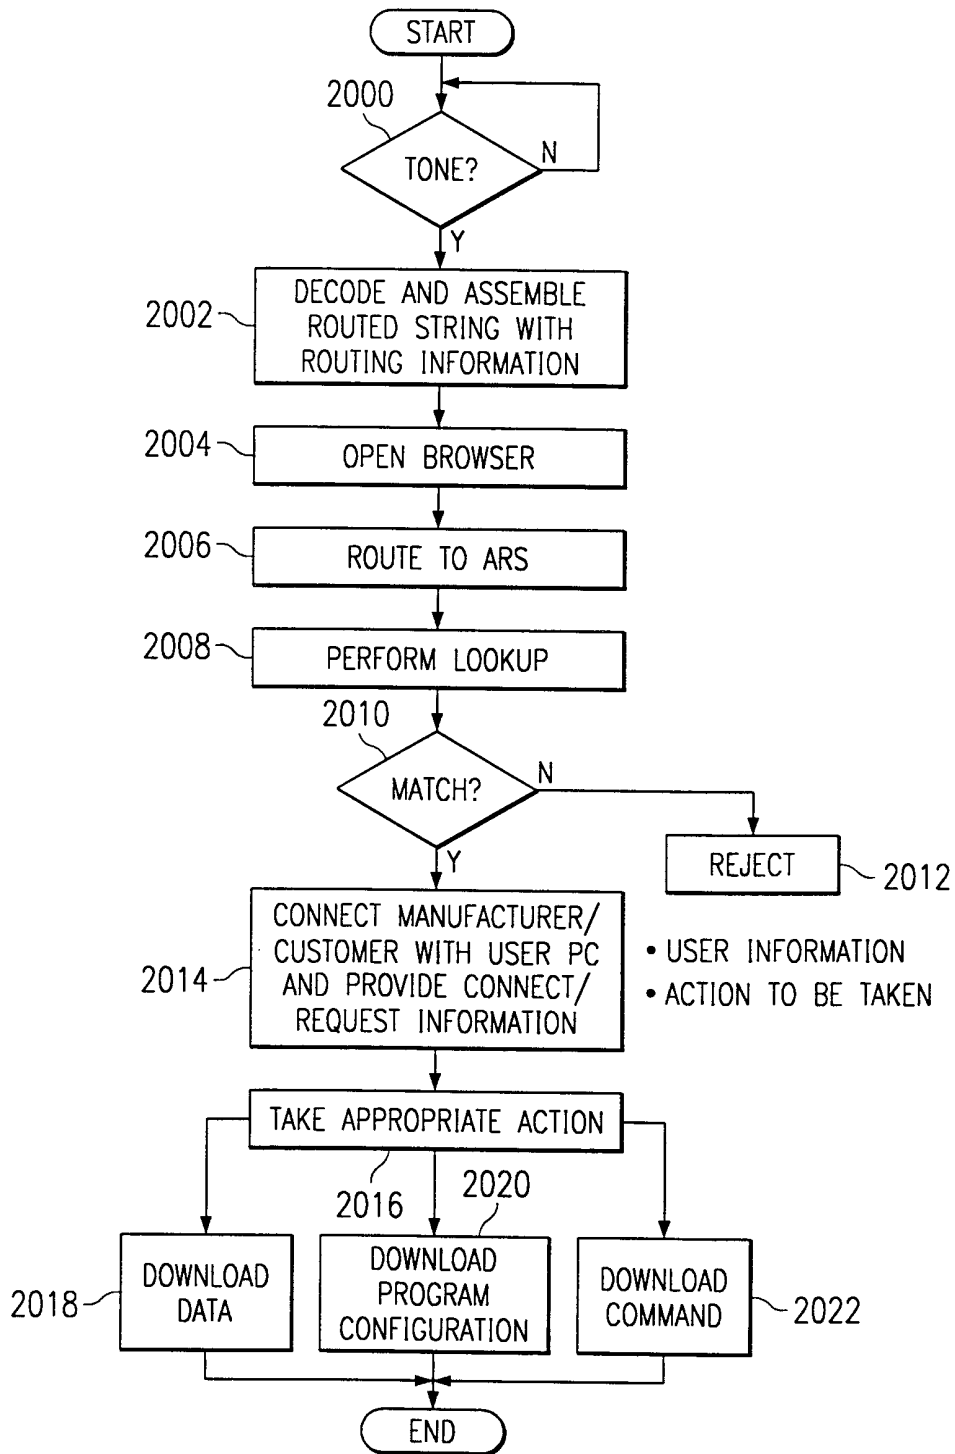 START
2000
TONE?
N
Y
2002
DECODE AND ASSEMBLE
ROUTED STRING WITH
ROUTING INFORMATION
2004
OPEN BROWSER
2006
ROUTE TO ARS
2008
PERFORM LOOKUP
2010
MATCH?
N
Y
REJECT
2012
2014
CONNECT MANUFACTURER/
CUSTOMER WITH USER PC
AND PROVIDE CONNECT/
REQUEST INFORMATION
• USER INFORMATION
• ACTION TO BE TAKEN
TAKE APPROPRIATE ACTION
2016
2018
DOWNLOAD
DATA
2020
DOWNLOAD
PROGRAM
CONFIGURATION
DOWNLOAD
COMMAND
2022
END